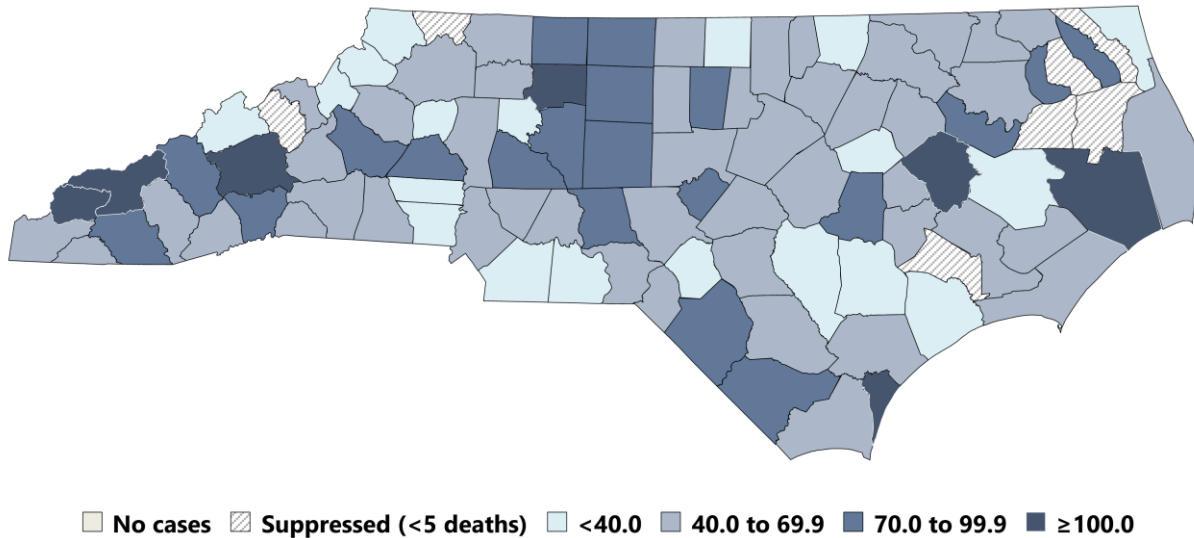 No cases Suppressed (<5 deaths) <40.0 40.0 to 69.9 70.0 to 99.9 ≥100.0